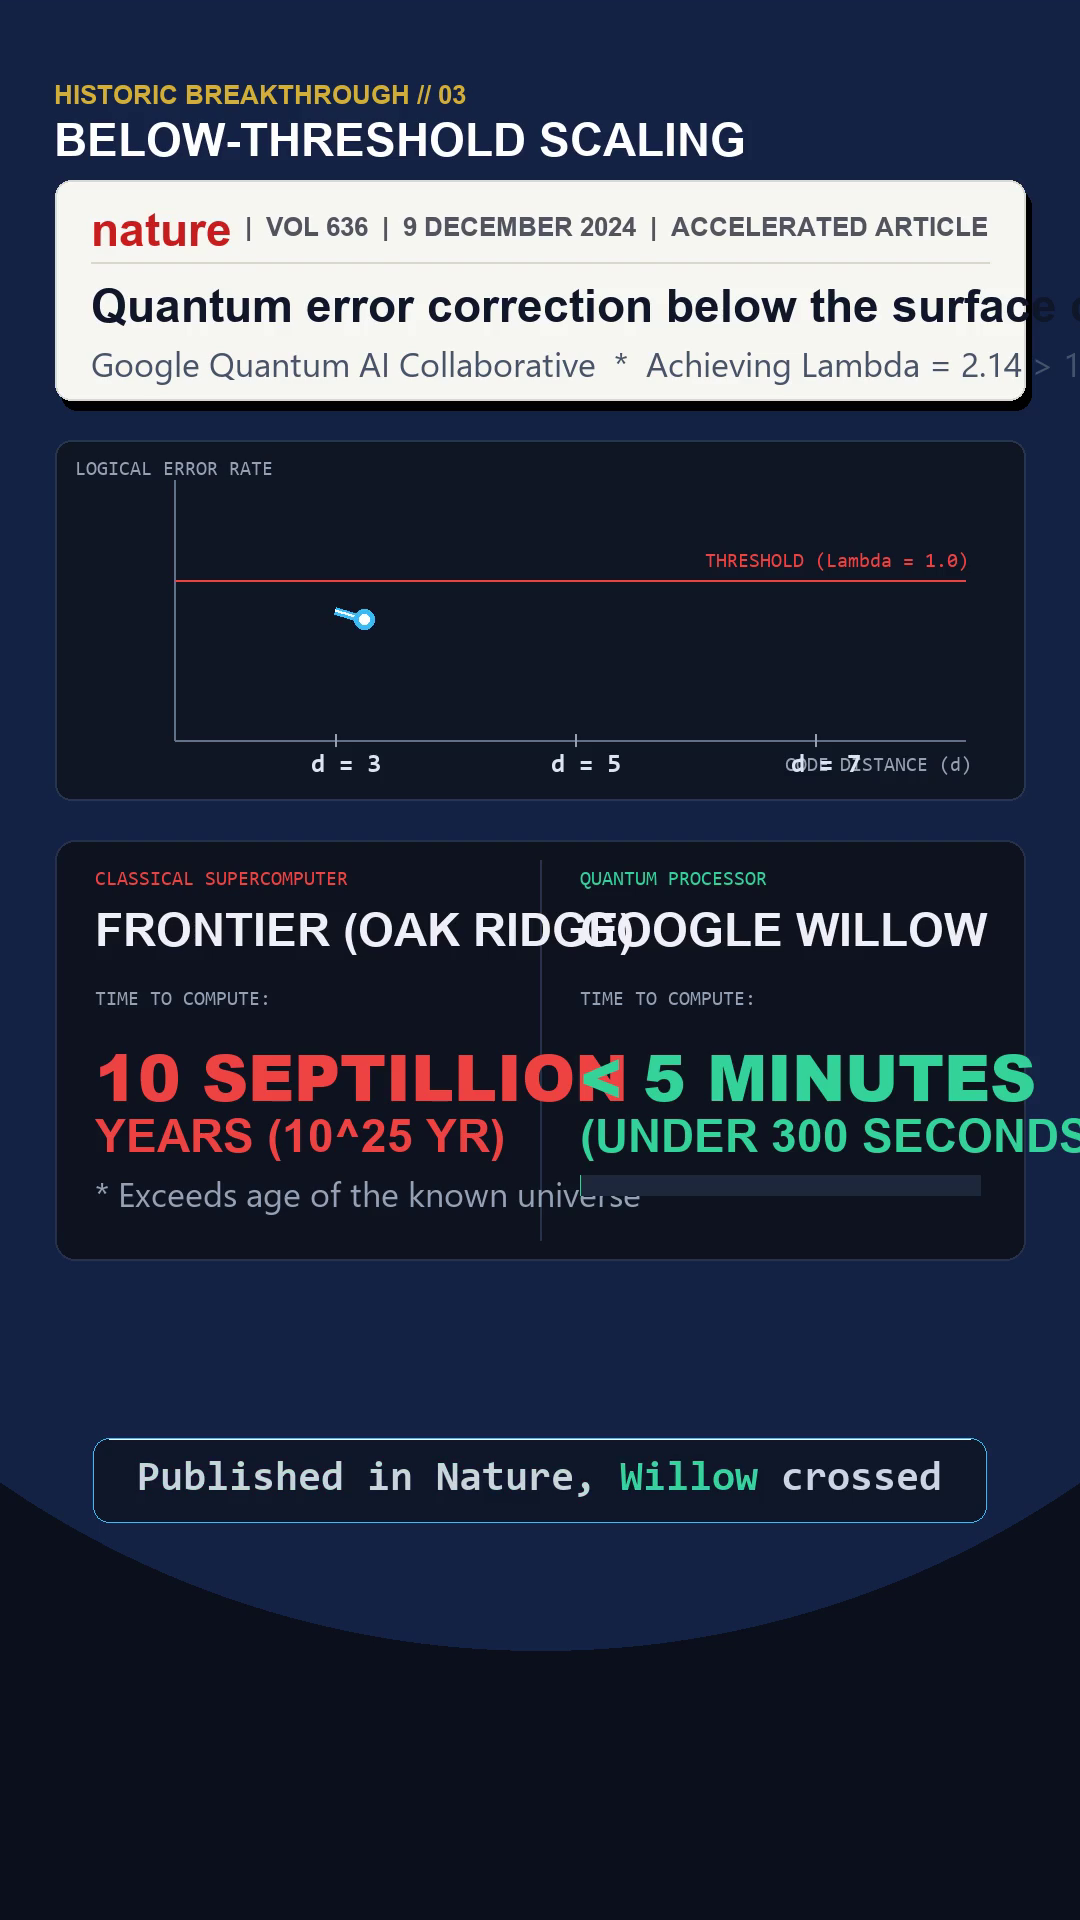 HISTORIC BREAKTHROUGH // 03
BELOW-THRESHOLD SCALING
nature | VOL 636 | 9 DECEMBER 2024 | ACCELERATED ARTICLE
Quantum error correction below the surface
Google Quantum AI Collaborative * Achieving Lambda = 2.14 > 1
LOGICAL ERROR RATE
THRESHOLD (Lambda = 1.0)
d = 3
d = 5
d = 7
CODE DISTANCE (d)
CLASSICAL SUPERCOMPUTER
FRONTIER (OAK RIDGE)
TIME TO COMPUTE:
10 SEPTILLION
YEARS (10^25 YR)
* Exceeds age of the known universe
QUANTUM PROCESSOR
GOOGLE WILLOW
TIME TO COMPUTE:
< 5 MINUTES
(UNDER 300 SECONDS
Published in Nature, Willow crossed